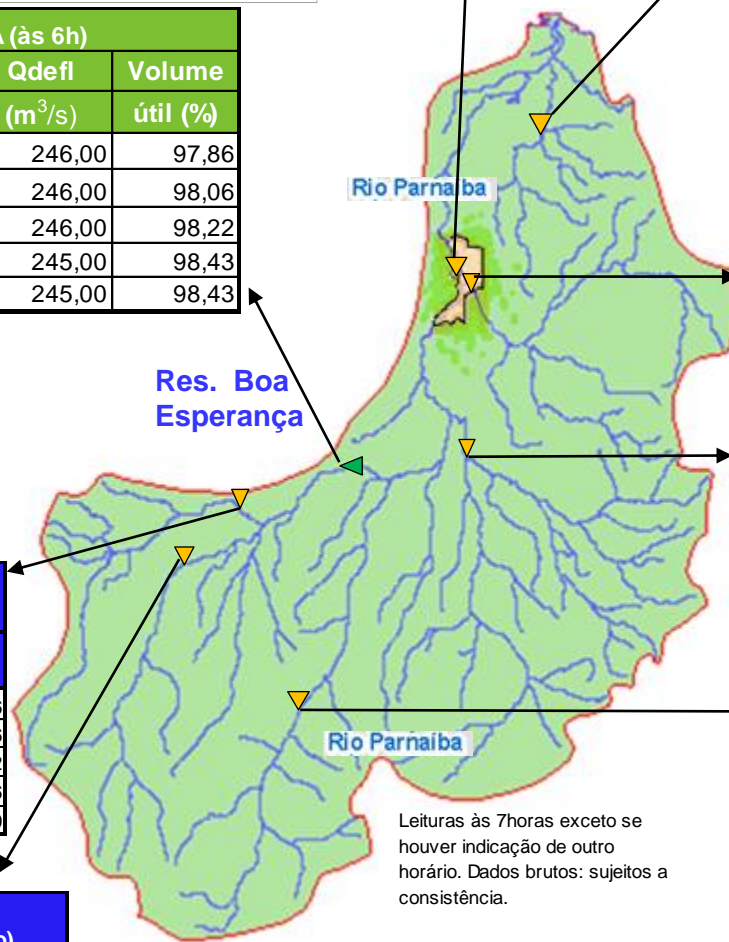 (às 6h)
Qdefl Volume
(m³/s) útil (%)
246,00 97,86
246,00 98,06
246,00 98,22
245,00 98,43
245,00 98,43
Rio Parnaíba
Res. Boa
Esperança
Rio Parnaíba
Leituras às 7horas exceto se
houver indicação de outro
horário. Dados brutos: sujeitos a
consistência.